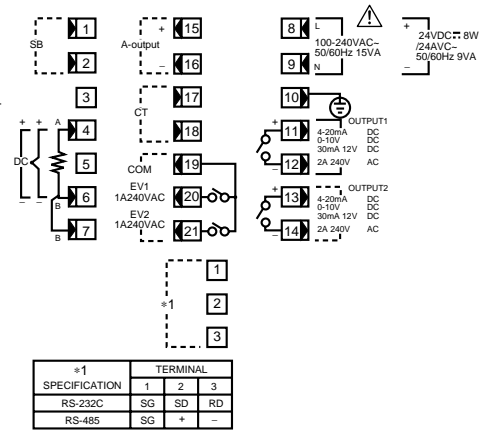 SB 1 + 15 8 L 100-240VAC~ 50/60Hz 15VA + 24VDC⎓ 8W
A-output /24AVC~ 50/60Hz 9VA
2 – 16 9 N –
3 17 10
CT
+ + A 4 18 + 11 OUTPUT1
4-20mA DC
0-10V DC
30mA 12V DC
DC 5 COM 19 – 12 2A 240V AC
EV1
1A240VAC
– – B 6 20 + 13 OUTPUT2
4-20mA DC
0-10V DC
30mA 12V DC
EV2
1A240VAC
B 7 21 – 14 2A 240V AC
1
*1 2
3
*1 TERMINAL
SPECIFICATION 1 2 3
RS-232C SG SD RD
RS-485 SG + –